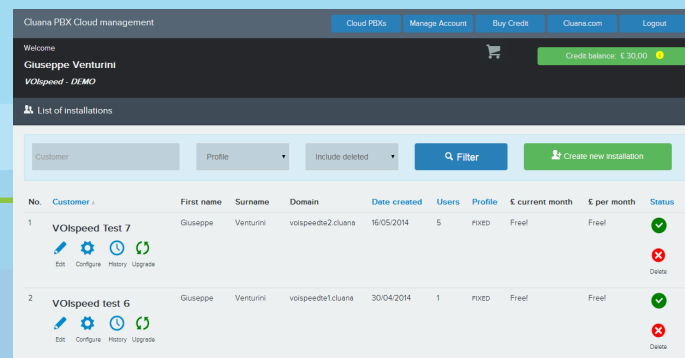 Cluana PBX Cloud management
Cloud PBXs Manage Account Buy Credit Cluana.com Logout
Welcome
Giuseppe Venturini
VOIspeed - DEMO
Credit balance: £ 30,00
List of installations
Customer Profile Include deleted Filter Create new installation
No. Customer First name Surname Domain Date created Users Profile £ current month £ per month Status
1 VOIspeed Test 7 Giuseppe Venturini voispeedte2.cluana 16/05/2014 5 FIXED Free! Free!
Edit Configure History Upgrade Delete
2 VOIspeed test 6 Giuseppe Venturini voispeedte1.cluana 30/04/2014 1 FIXED Free! Free!
Edit Configure History Upgrade Delete